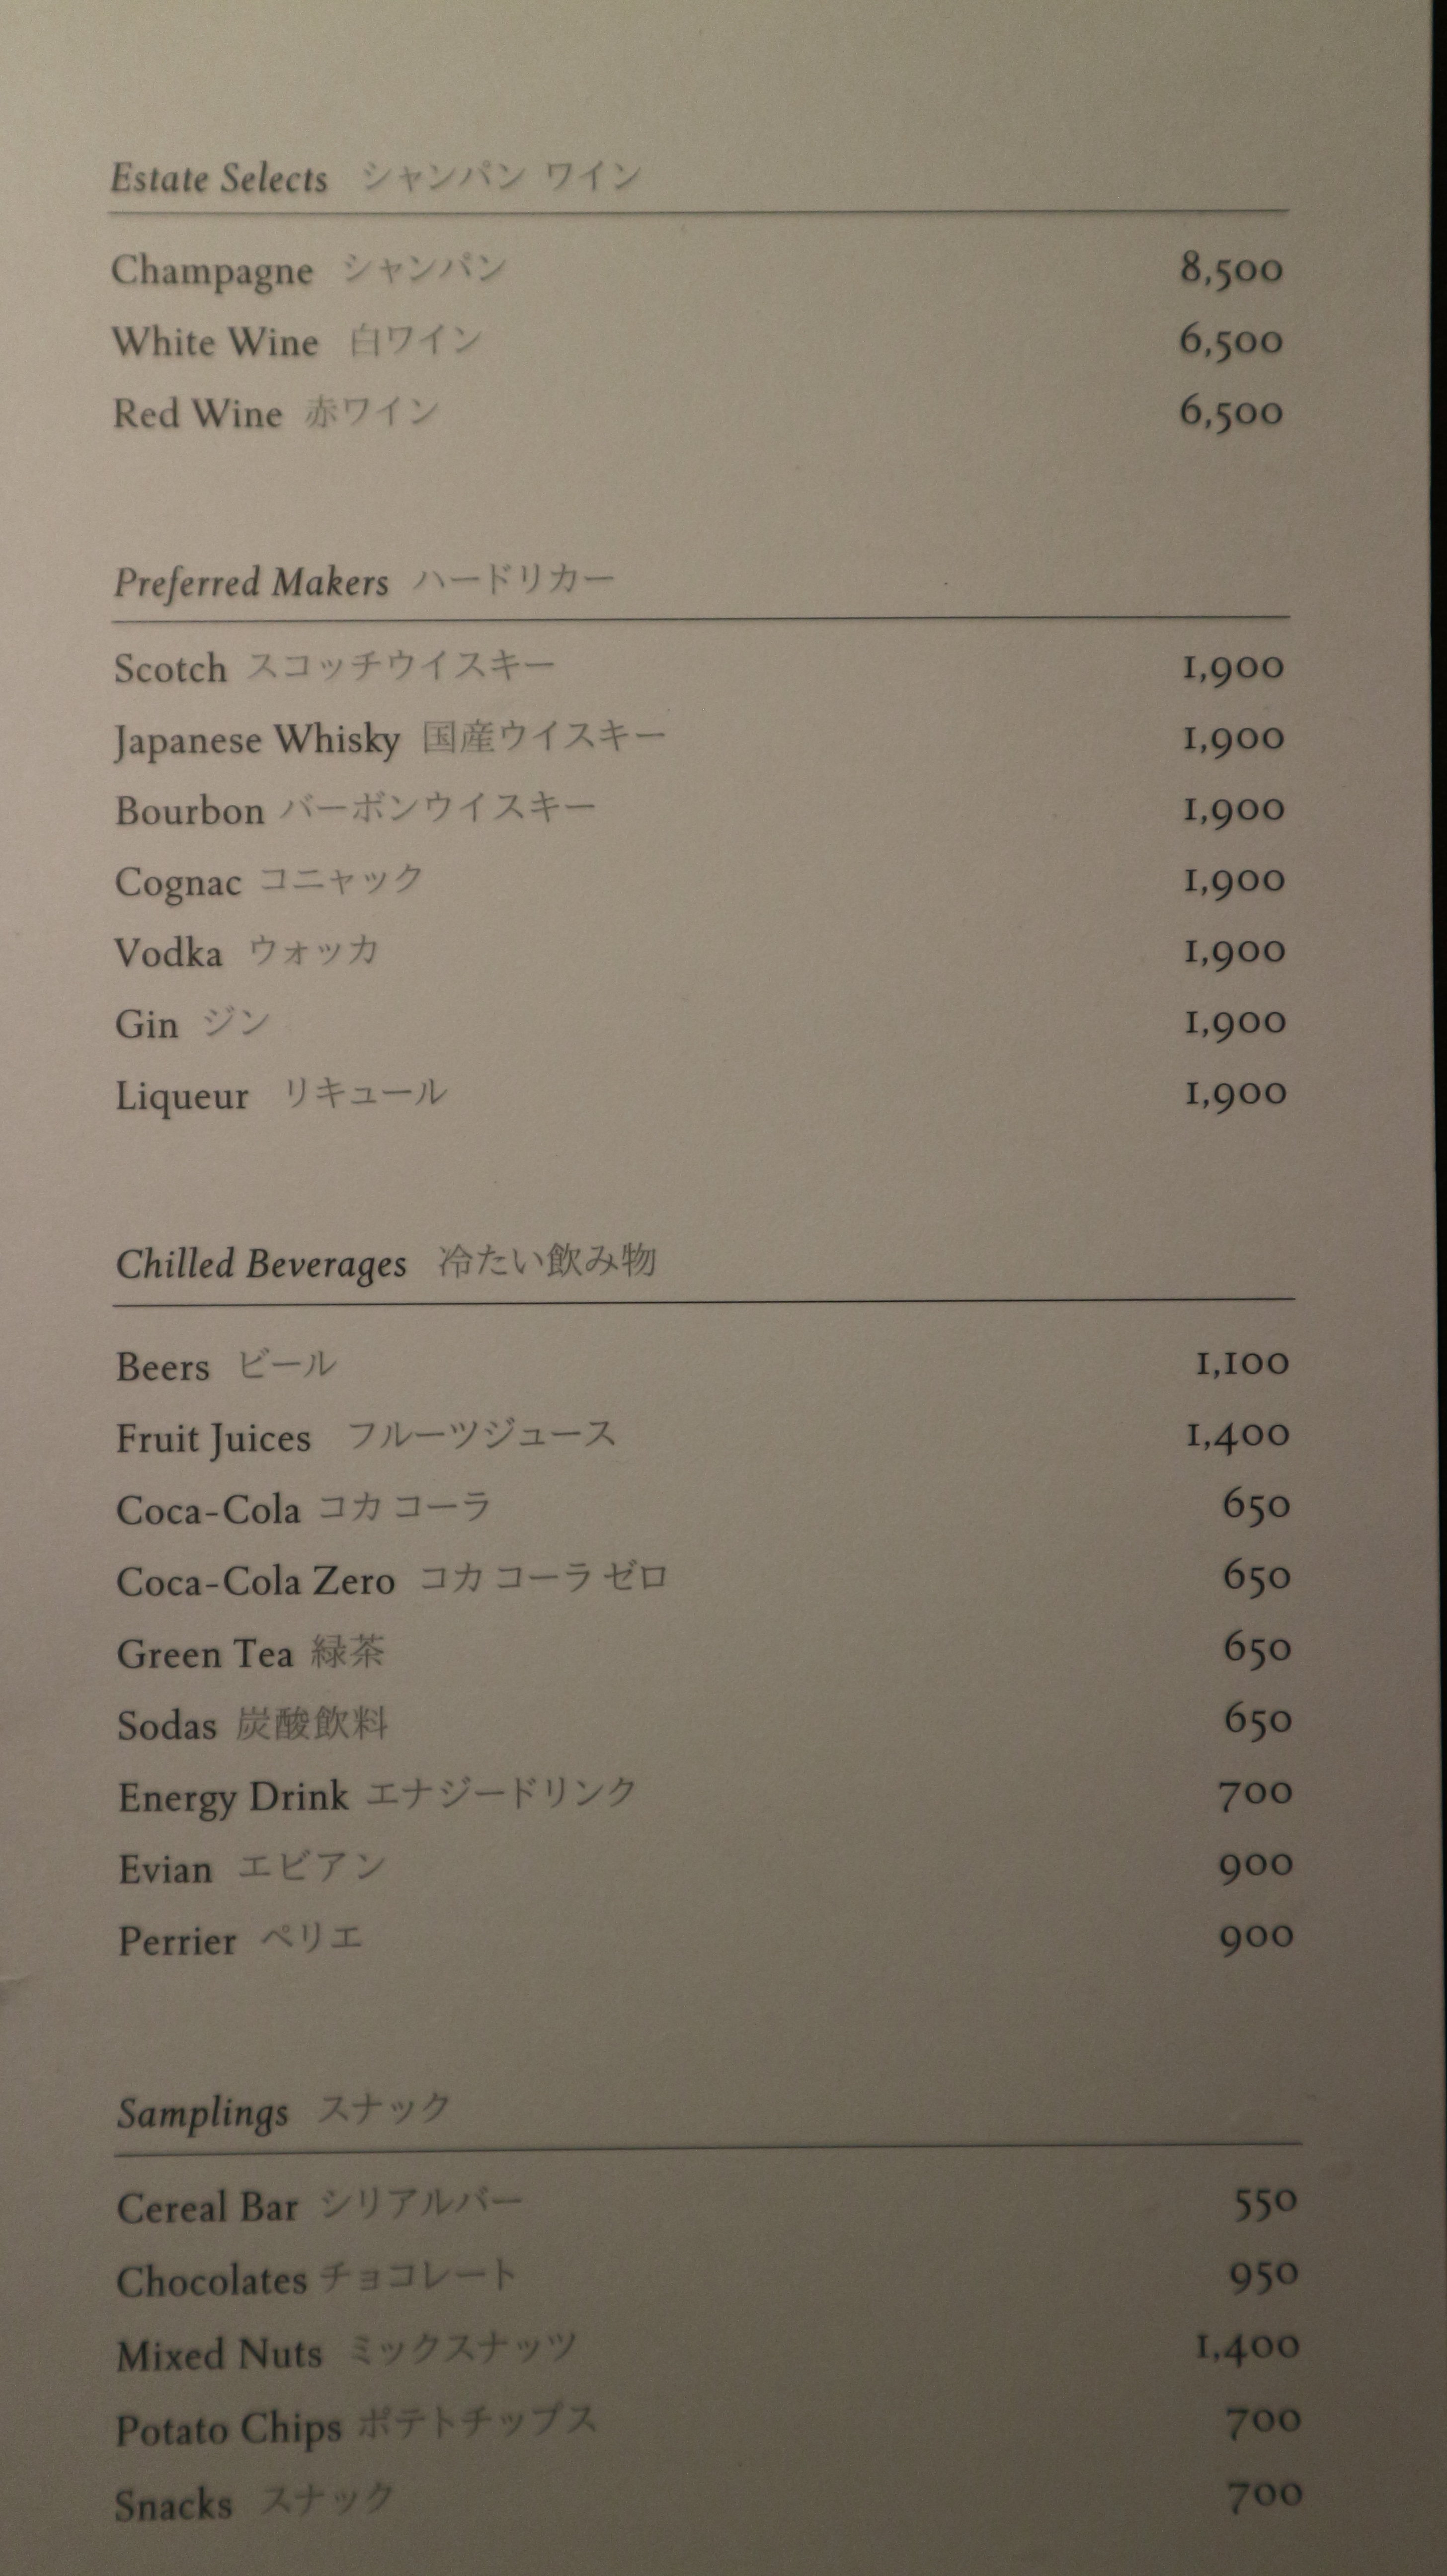 Estate Selects シャンパン ワイン
Champagne シャンパン 8,500
White Wine 白ワイン 6,500
Red Wine 赤ワイン 6,500
Preferred Makers ハードリカー
Scotch スコッチウイスキー 1,900
Japanese Whisky 国産ウイスキー 1,900
Bourbon バーボンウイスキー 1,900
Cognac コニャック 1,900
Vodka ウォッカ 1,900
Gin ジン 1,900
Liqueur リキュール 1,900
Chilled Beverages 冷たい飲み物
Beers ビール 1,100
Fruit Juices フルーツジュース 1,400
Coca-Cola コカ コーラ 650
Coca-Cola Zero コカ コーラ ゼロ 650
Green Tea 緑茶 650
Sodas 炭酸飲料 650
Energy Drink エナジードリンク 700
Evian エビアン 900
Perrier ペリエ 900
Samplings スナック
Cereal Bar シリアルバー 550
Chocolates チョコレート 950
Mixed Nuts ミックスナッツ 1,400
Potato Chips ポテトチップス 700
Snacks スナック 700